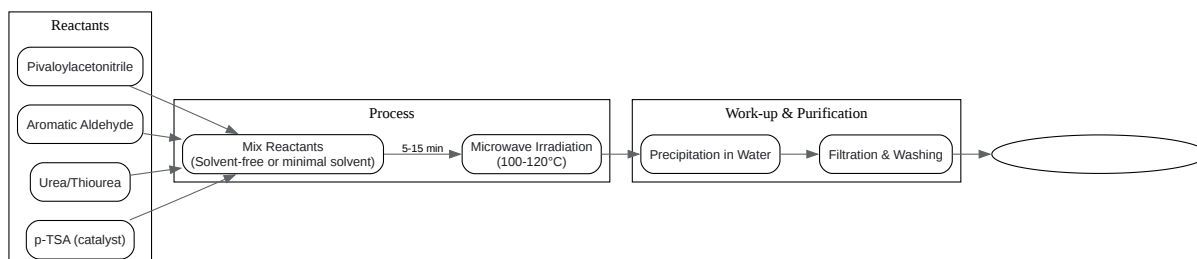 Reactants
Pivaloylacetonitrile
Aromatic Aldehyde
Urea/Thiourea
p-TSA (catalyst)
Process
Mix Reactants
(Solvent-free or minimal solvent)
5-15 min
Microwave Irradiation
(100-120°C)
Work-up & Purification
Precipitation in Water
Filtration & Washing